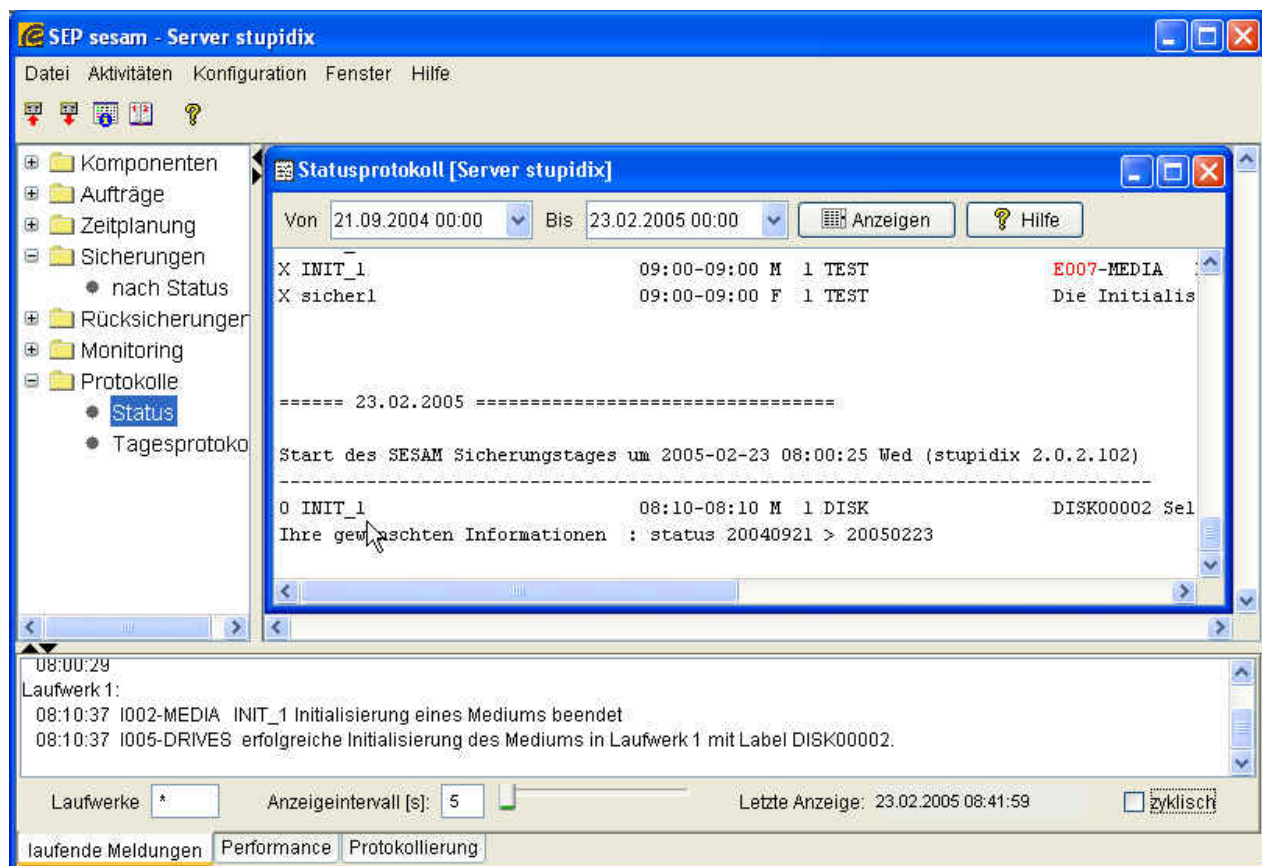 SEP sesam - Server stupidix
Datei Aktivitäten Konfiguration Fenster Hilfe
Komponenten
Aufträge
Zeitplanung
Sicherungen
nach Status
Rücksicherunger
Monitoring
Protokolle
Status
Tagesprotoko
Statusprotokoll [Server stupidix]
Von 21.09.2004 00:00 Bis 23.02.2005 00:00 Anzeigen Hilfe
X INIT_1 09:00-09:00 M 1 TEST E007-MEDIA
X sicher1 09:00-09:00 F 1 TEST Die Initialis
====== 23.02.2005 ==================================
Start des SESAM Sicherungstages um 2005-02-23 08:00:25 Wed (stupidix 2.0.2.102)
--------------------------------------------------------------------------------
0 INIT_1 08:10-08:10 M 1 DISK DISK00002 Sel
Ihre gewünschten Informationen : status 20040921 > 20050223
08:00:29
Laufwerk 1:
08:10:37 I002-MEDIA INIT_1 Initialisierung eines Mediums beendet
08:10:37 I005-DRIVES erfolgreiche Initialisierung des Mediums in Laufwerk 1 mit Label DISK00002.
Laufwerke * Anzeigeintervall [s]: 5 Letzte Anzeige: 23.02.2005 08:41:59 zyklisch
laufende Meldungen Performance Protokollierung